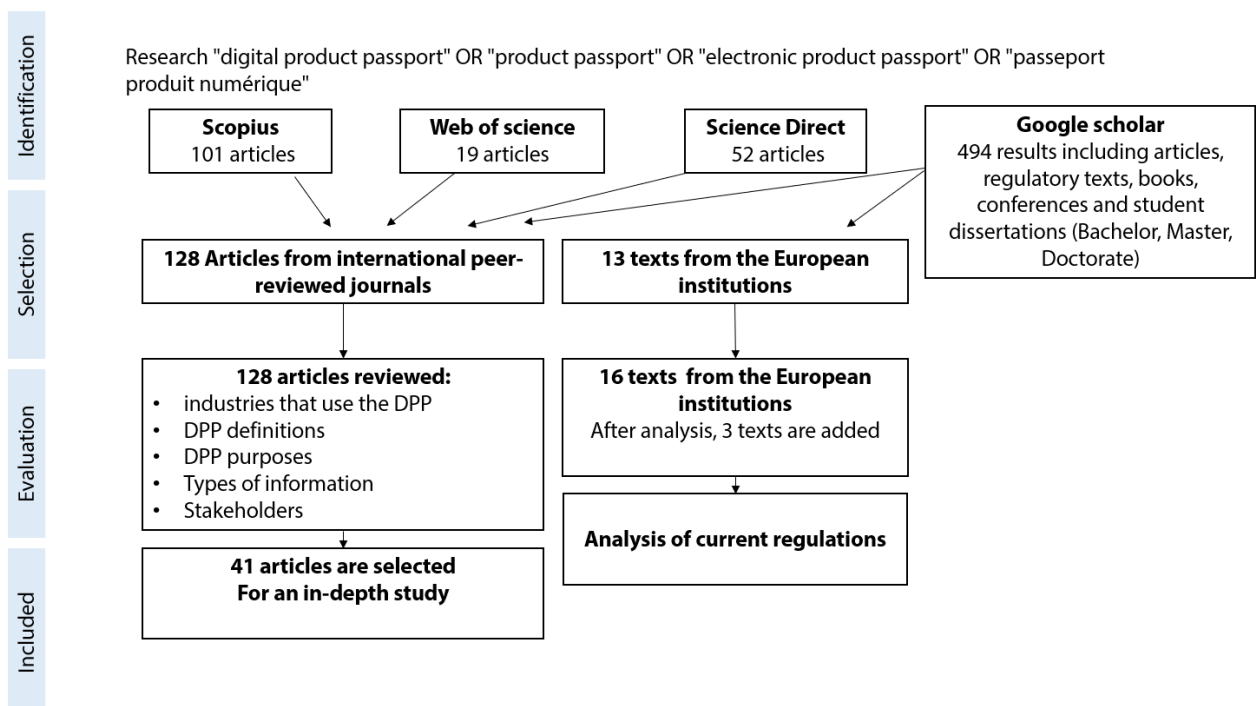 Identification
Research "digital product passport" OR "product passport" OR "electronic product passport" OR "passeport
produit numérique"
Scopius
101 articles
Web of science
19 articles
Science Direct
52 articles
Google scholar
494 results including articles,
regulatory texts, books,
conferences and student
dissertations (Bachelor, Master,
Doctorate)
Selection
128 Articles from international peer-
reviewed journals
13 texts from the European
institutions
Evaluation
128 articles reviewed:
• industries that use the DPP
• DPP definitions
• DPP purposes
• Types of information
• Stakeholders
16 texts from the European
institutions
After analysis, 3 texts are added
Analysis of current regulations
Included
41 articles are selected
For an in-depth study